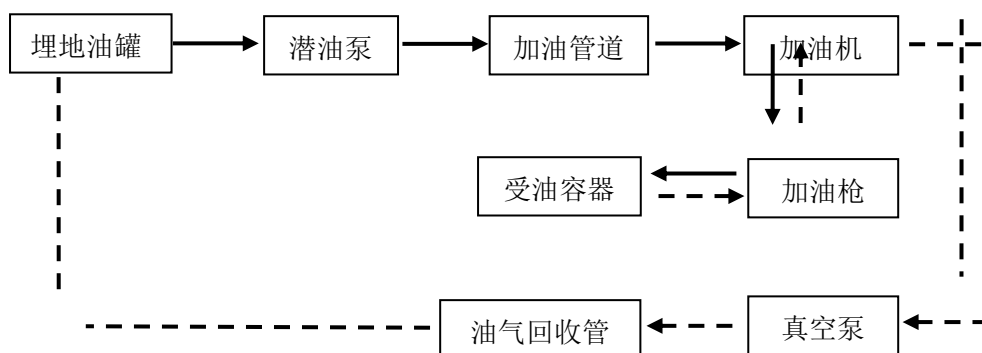 埋地油罐
潜油泵
加油管道
加油机
受油容器
加油枪
油气回收管
真空泵